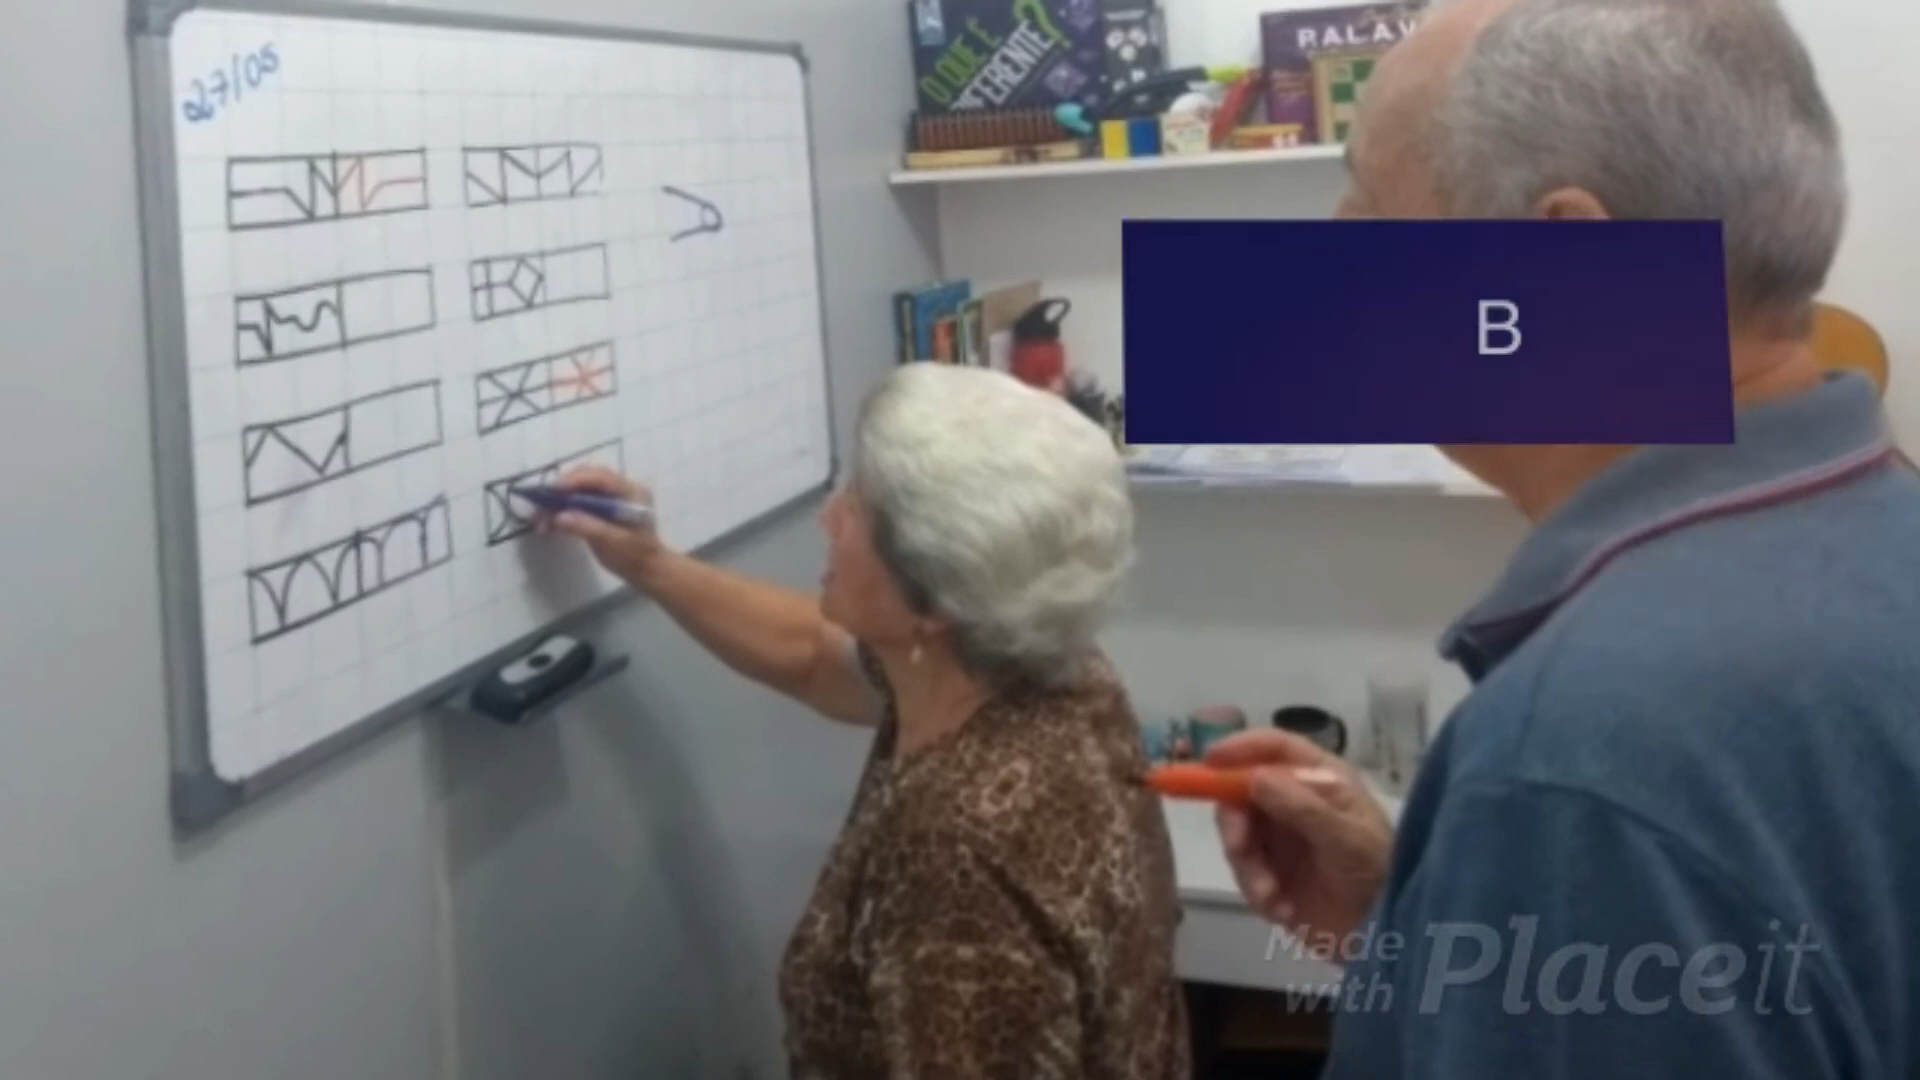 27/05
O QUE É
DIFERENTE?
PALAV
B
Made
with Placeit